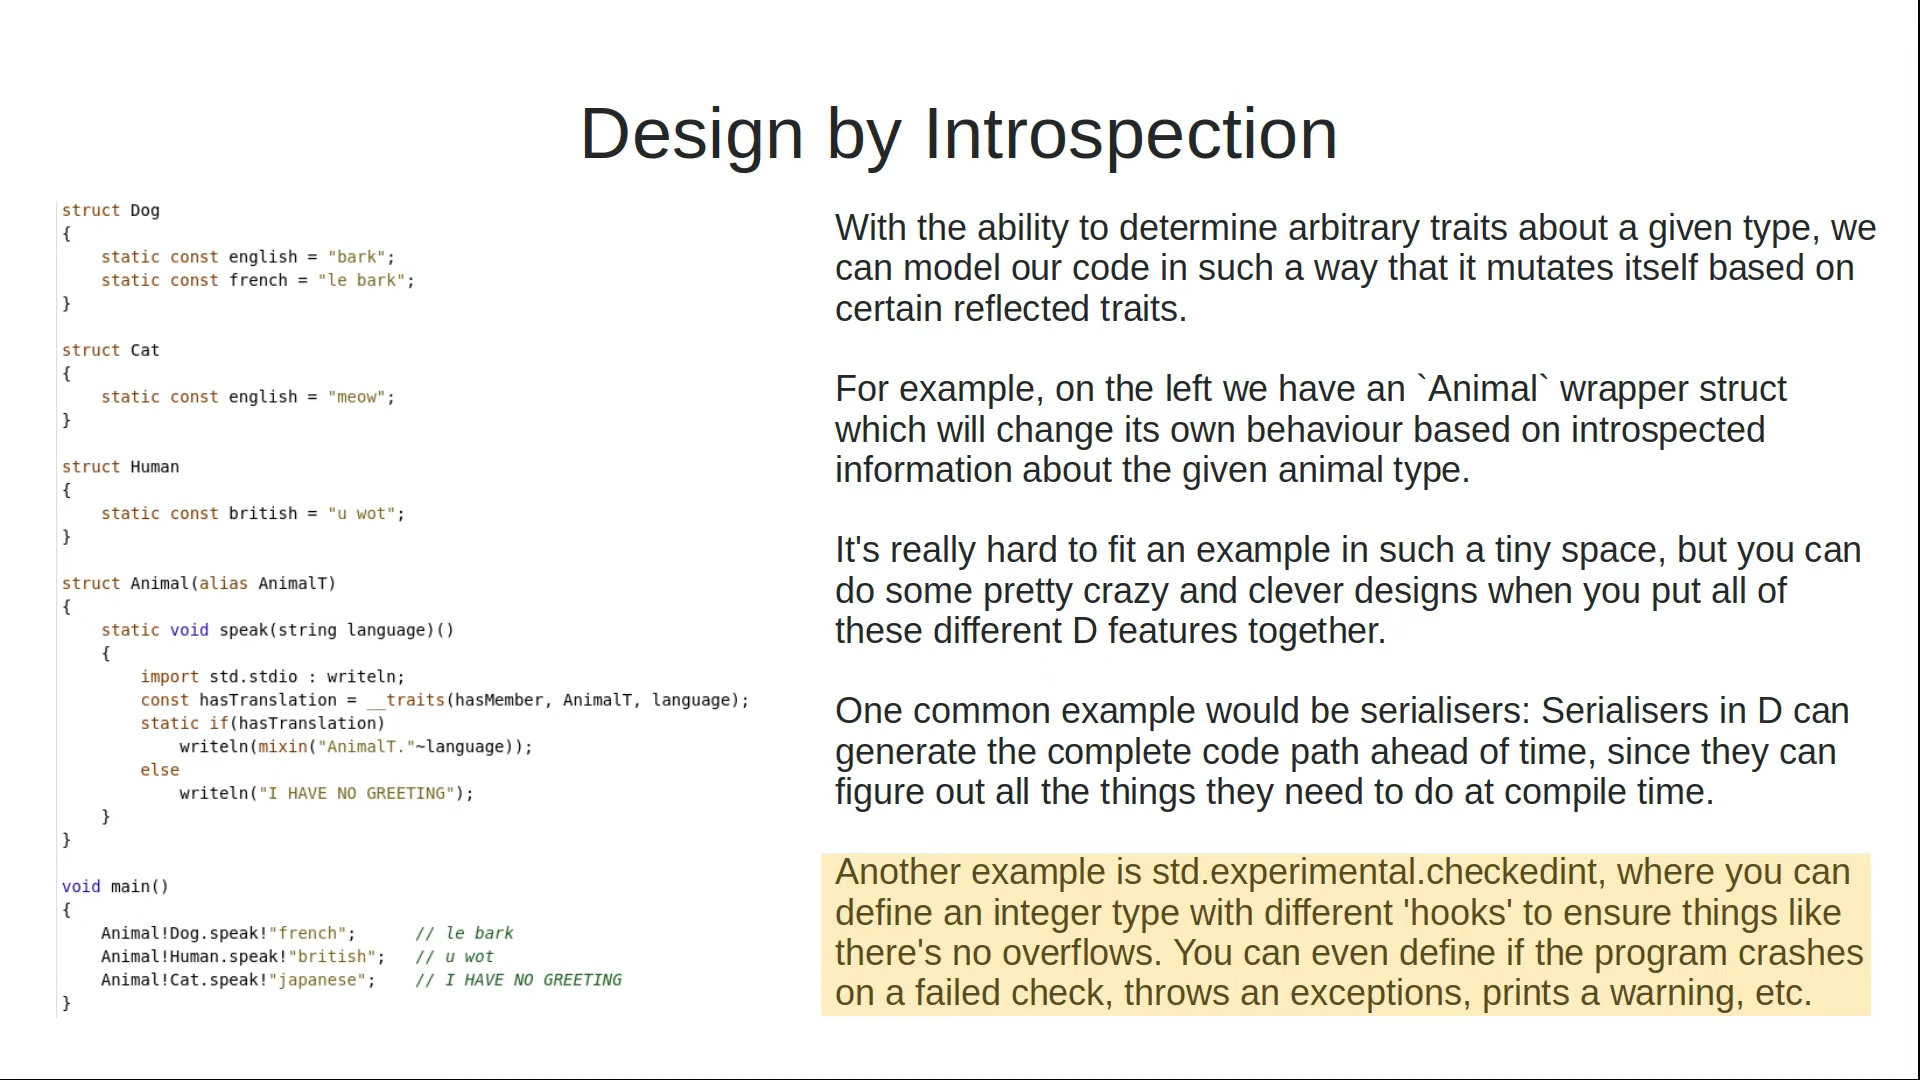 Design by Introspection
struct Dog
{
    static const english = "bark";
    static const french = "le bark";
}
struct Cat
{
    static const english = "meow";
}
struct Human
{
    static const british = "u wot";
}
struct Animal(alias AnimalT)
{
    static void speak(string language)()
    {
        import std.stdio : writeln;
        const hasTranslation = __traits(hasMember, AnimalT, language);
        static if(hasTranslation)
            writeln(mixin("AnimalT."~language));
        else
            writeln("I HAVE NO GREETING");
    }
}
void main()
{
    Animal!Dog.speak!"french";      // le bark
    Animal!Human.speak!"british";   // u wot
    Animal!Cat.speak!"japanese";    // I HAVE NO GREETING
}
With the ability to determine arbitrary traits about a given type, we
can model our code in such a way that it mutates itself based on
certain reflected traits.
For example, on the left we have an `Animal` wrapper struct
which will change its own behaviour based on introspected
information about the given animal type.
It's really hard to fit an example in such a tiny space, but you can
do some pretty crazy and clever designs when you put all of
these different D features together.
One common example would be serialisers: Serialisers in D can
generate the complete code path ahead of time, since they can
figure out all the things they need to do at compile time.
Another example is std.experimental.checkedint, where you can
define an integer type with different 'hooks' to ensure things like
there's no overflows. You can even define if the program crashes
on a failed check, throws an exceptions, prints a warning, etc.